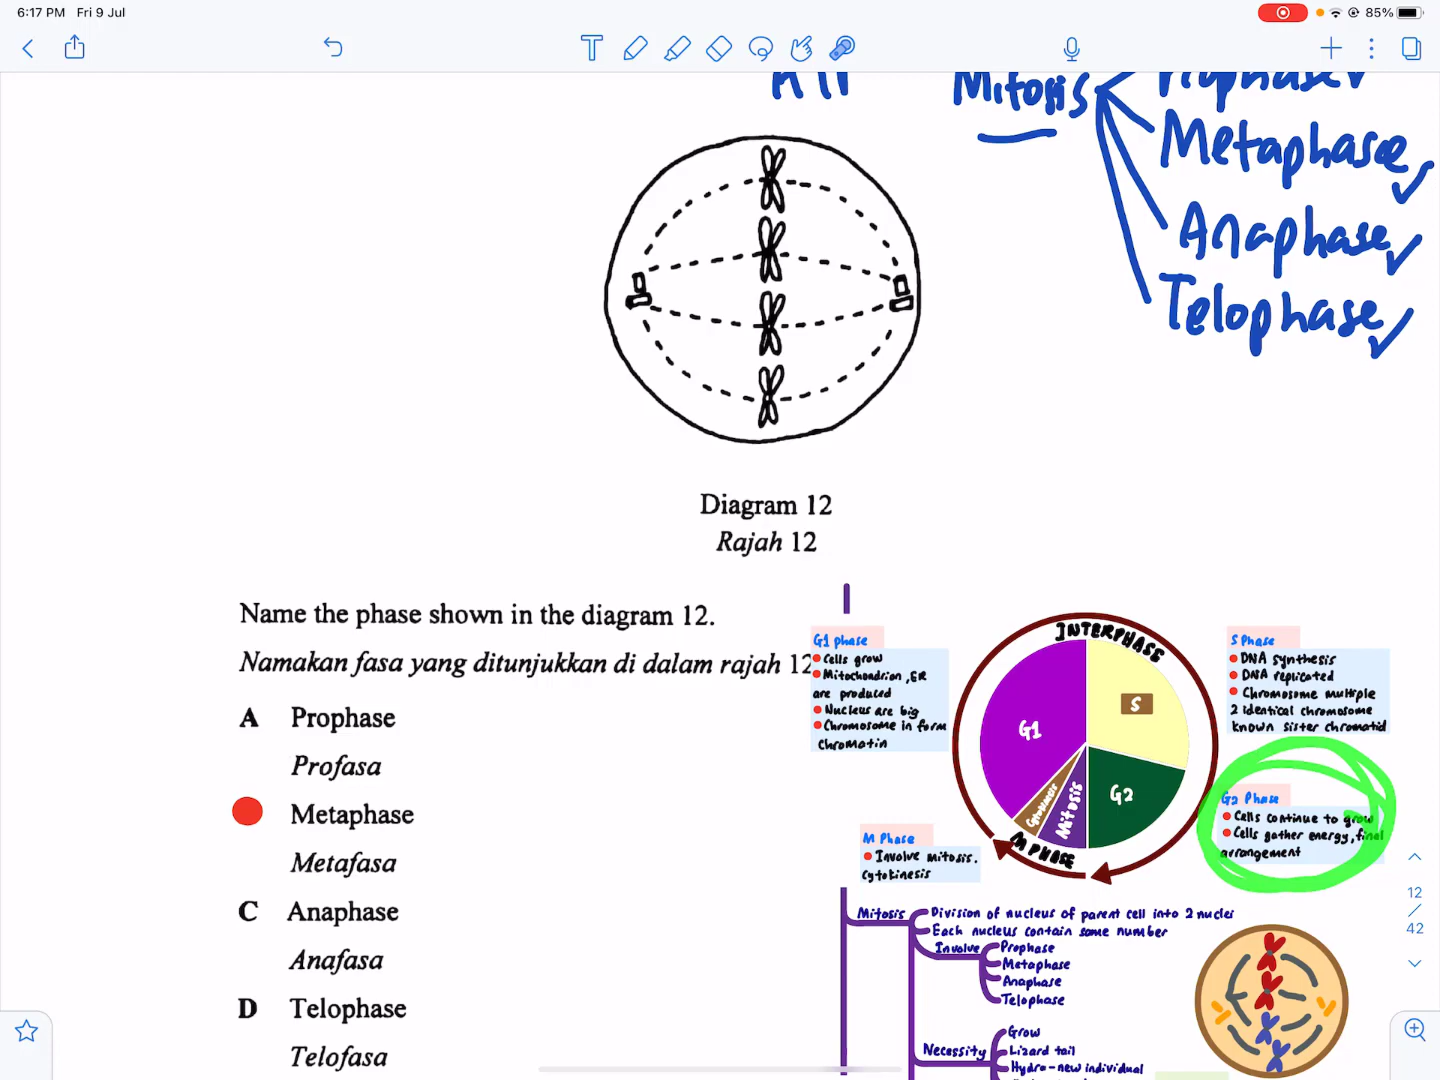 6:17 PM Fri 9 Jul
85%
Mitosis
Prophase
Metaphase
Anaphase
Telophase
Diagram 12
Rajah 12
Name the phase shown in the diagram 12.
Namakan fasa yang ditunjukkan di dalam rajah 12
A Prophase
Profasa
Metaphase
Metafasa
C Anaphase
Anafasa
D Telophase
Telofasa
G1 phase
Cells grow
Mitochondrion, ER
are produced
Nucleus are big
Chromosome in form
chromatin
INTERPHASE
G1
S
G2
Mitosis
Cytokinesis
M PHASE
S Phase
DNA synthesis
DNA replicated
Chromosome multiple
2 identical chromosome
known sister chromatid
G2 Phase
Cells continue to grow
Cells gather energy, final
arrangement
M Phase
Involve mitosis.
cytokinesis
Mitosis
Division of nucleus of parent cell into 2 nuclei
Each nucleus contain same number
Involve
Prophase
Metaphase
Anaphase
Telophase
Necessity
Grow
Lizard tail
Hydra-new individual
12
/
42